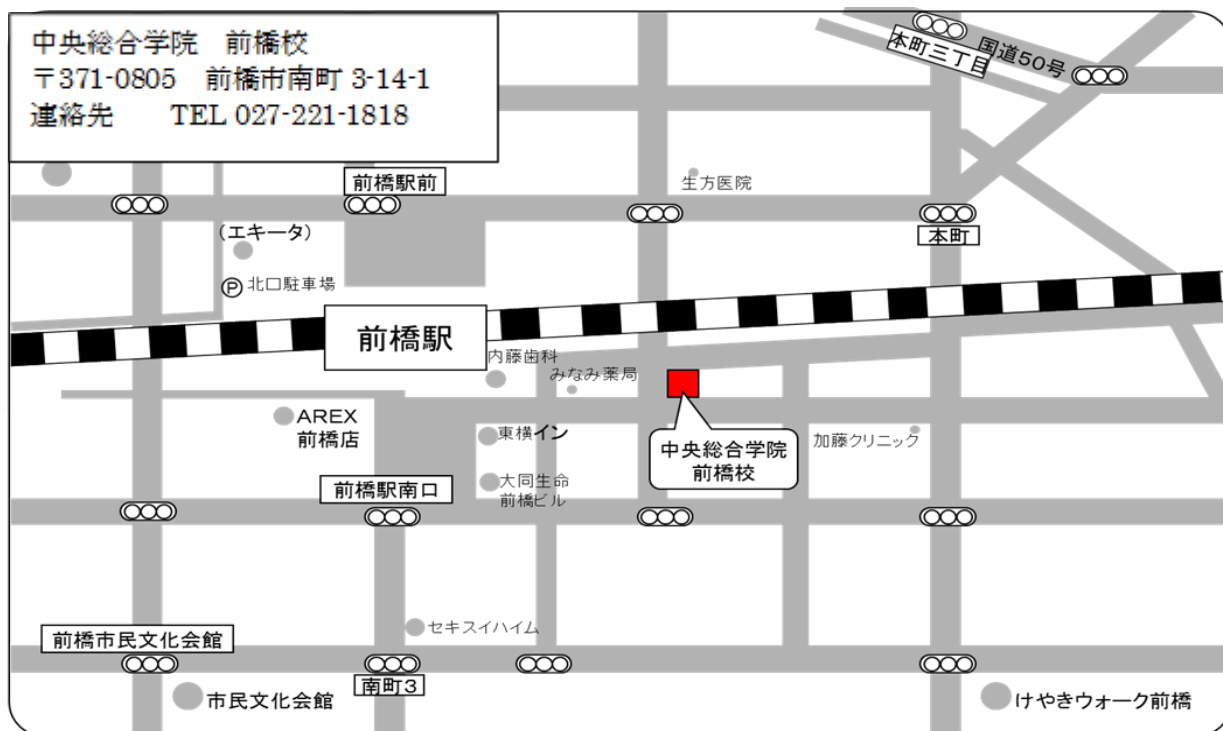 中央総合学院　前橋校
〒371-0805　前橋市南町 3-14-1
連絡先　　TEL 027-221-1818
本町三丁目
国道50号
前橋駅前
生方医院
(エキータ)
本町
P 北口駐車場
前橋駅
内藤歯科
みなみ薬局
AREX
前橋店
東横イン
中央総合学院
前橋校
加藤クリニック
大同生命
前橋ビル
前橋駅南口
セキスイハイム
前橋市民文化会館
南町3
市民文化会館
けやきウォーク前橋